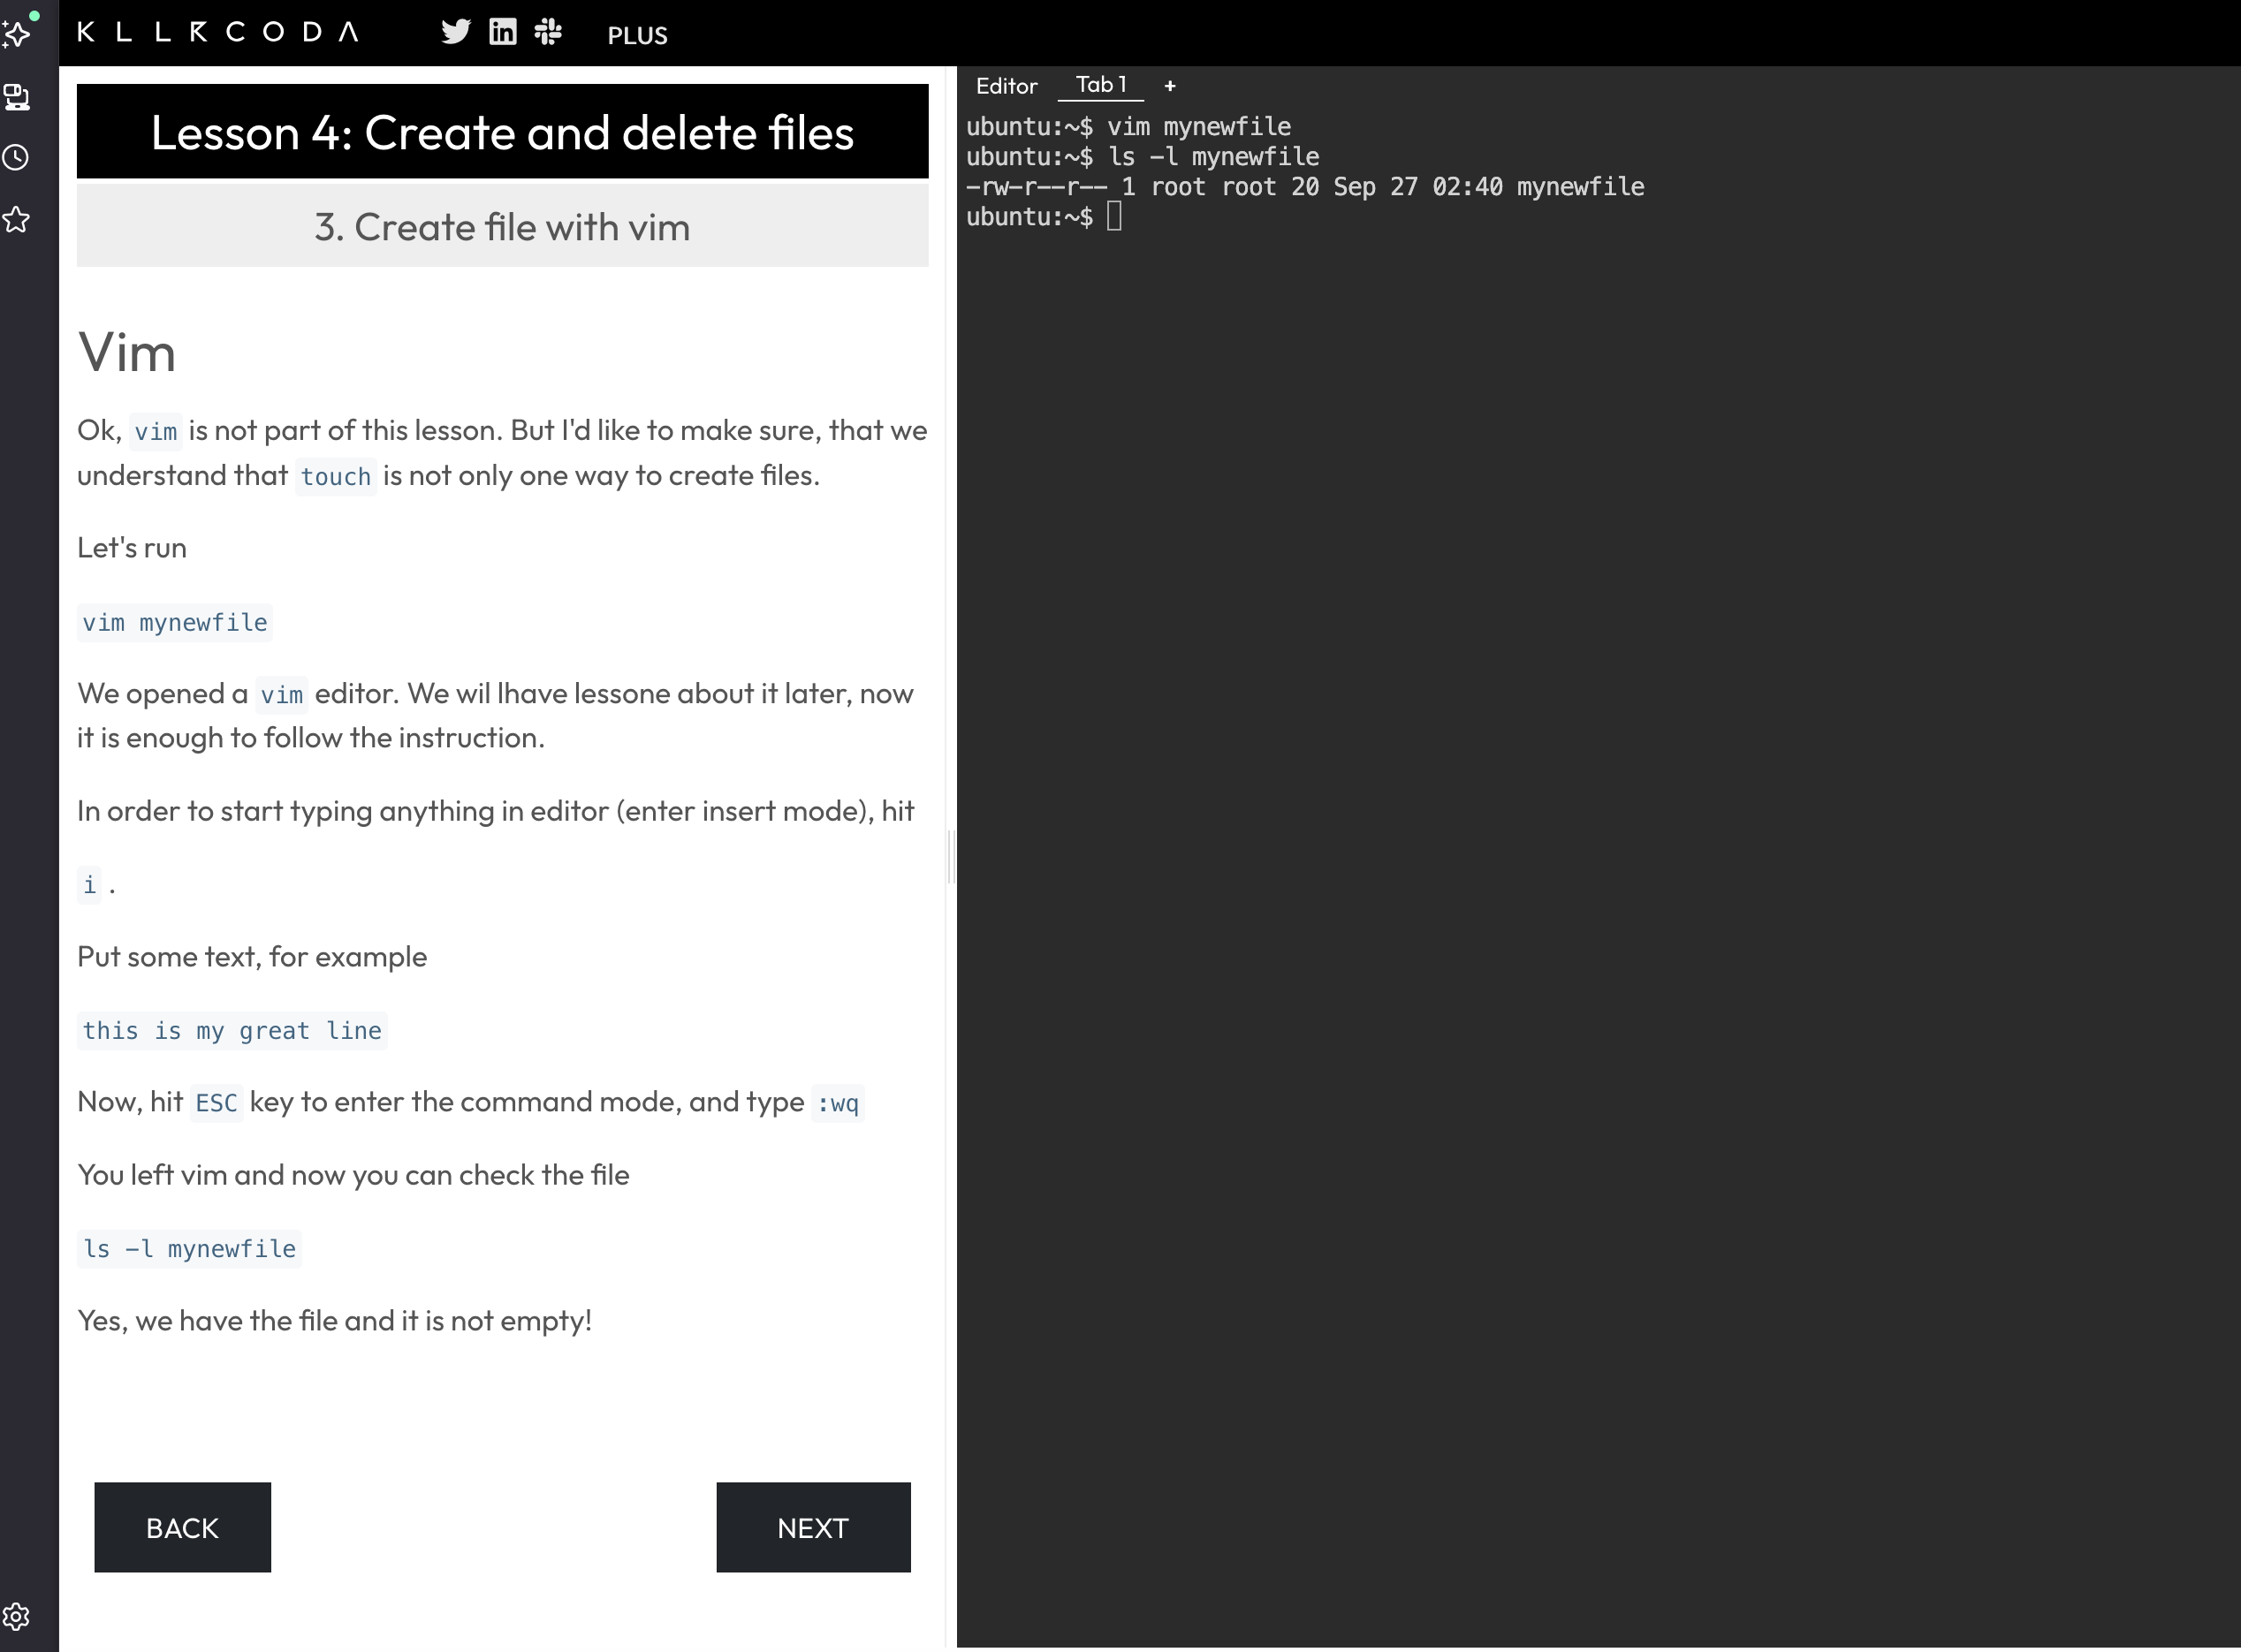 KLLRCODA PLUS
Lesson 4: Create and delete files
3. Create file with vim
Vim
Ok, vim is not part of this lesson. But I'd like to make sure, that we
understand that touch is not only one way to create files.
Let's run
vim mynewfile
We opened a vim editor. We wil lhave lessone about it later, now
it is enough to follow the instruction.
In order to start typing anything in editor (enter insert mode), hit
i .
Put some text, for example
this is my great line
Now, hit ESC key to enter the command mode, and type :wq
You left vim and now you can check the file
ls -l mynewfile
Yes, we have the file and it is not empty!
BACK NEXT
Editor Tab 1 +
ubuntu:~$ vim mynewfile
ubuntu:~$ ls -l mynewfile
-rw-r--r-- 1 root root 20 Sep 27 02:40 mynewfile
ubuntu:~$